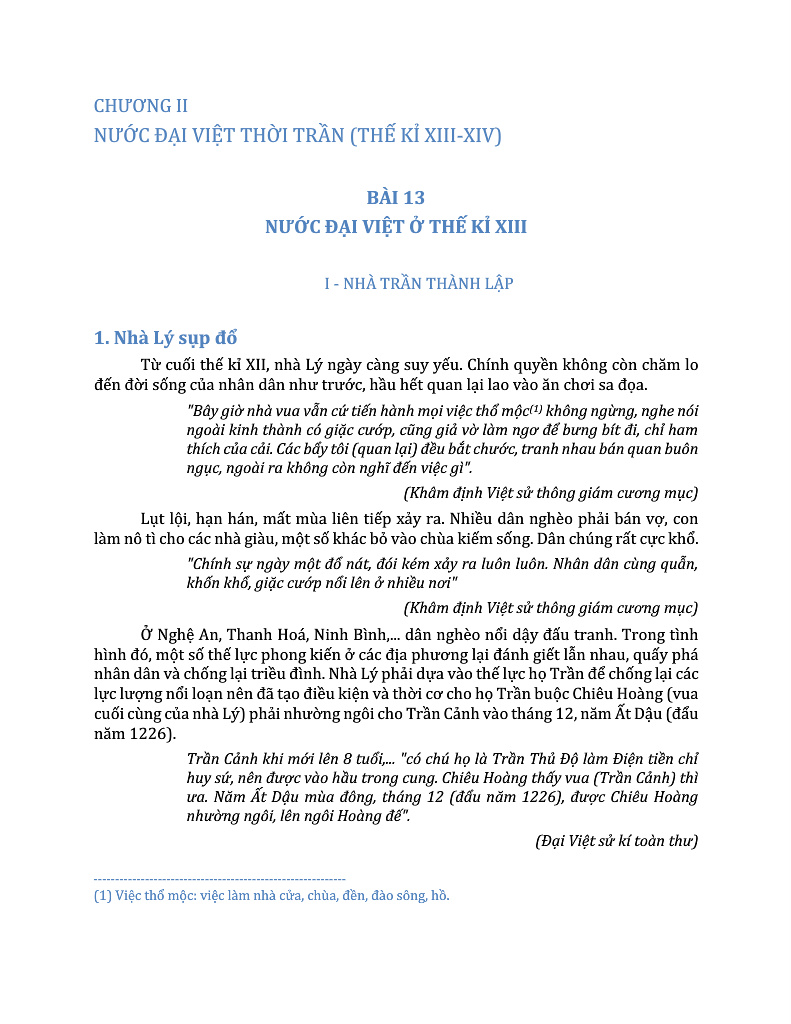 CHƯƠNG II
NƯỚC ĐẠI VIỆT THỜI TRẦN (THẾ KỈ XIII-XIV)
BÀI 13
NƯỚC ĐẠI VIỆT Ở THẾ KỈ XIII
I - NHÀ TRẦN THÀNH LẬP
1. Nhà Lý sụp đổ
Từ cuối thế kỉ XII, nhà Lý ngày càng suy yếu. Chính quyền không còn chăm lo
đến đời sống của nhân dân như trước, hầu hết quan lại lao vào ăn chơi sa đọa.
"Bây giờ nhà vua vẫn cứ tiến hành mọi việc thổ mộc(1) không ngừng, nghe nói
ngoài kinh thành có giặc cướp, cũng giả vờ làm ngơ để bưng bít đi, chỉ ham
thích của cải. Các bầy tôi (quan lại) đều bắt chước, tranh nhau bán quan buôn
ngục, ngoài ra không còn nghĩ đến việc gì".
(Khâm định Việt sử thông giám cương mục)
Lụt lội, hạn hán, mất mùa liên tiếp xảy ra. Nhiều dân nghèo phải bán vợ, con
làm nô tì cho các nhà giàu, một số khác bỏ vào chùa kiếm sống. Dân chúng rất cực khổ.
"Chính sự ngày một đổ nát, đói kém xảy ra luôn luôn. Nhân dân cùng quẫn,
khốn khổ, giặc cướp nổi lên ở nhiều nơi"
(Khâm định Việt sử thông giám cương mục)
Ở Nghệ An, Thanh Hoá, Ninh Bình,... dân nghèo nổi dậy đấu tranh. Trong tình
hình đó, một số thế lực phong kiến ở các địa phương lại đánh giết lẫn nhau, quấy phá
nhân dân và chống lại triều đình. Nhà Lý phải dựa vào thế lực họ Trần để chống lại các
lực lượng nổi loạn nên đã tạo điều kiện và thời cơ cho họ Trần buộc Chiêu Hoàng (vua
cuối cùng của nhà Lý) phải nhường ngôi cho Trần Cảnh vào tháng 12, năm Ất Dậu (đầu
năm 1226).
Trần Cảnh khi mới lên 8 tuổi,... "có chú họ là Trần Thủ Độ làm Điện tiền chỉ
huy sứ, nên được vào hầu trong cung. Chiêu Hoàng thấy vua (Trần Cảnh) thì
ưa. Năm Ất Dậu mùa đông, tháng 12 (đầu năm 1226), được Chiêu Hoàng
nhường ngôi, lên ngôi Hoàng đế".
(Đại Việt sử kí toàn thư)
------------------------------------------------------------
(1) Việc thổ mộc: việc làm nhà cửa, chùa, đền, đào sông, hồ.